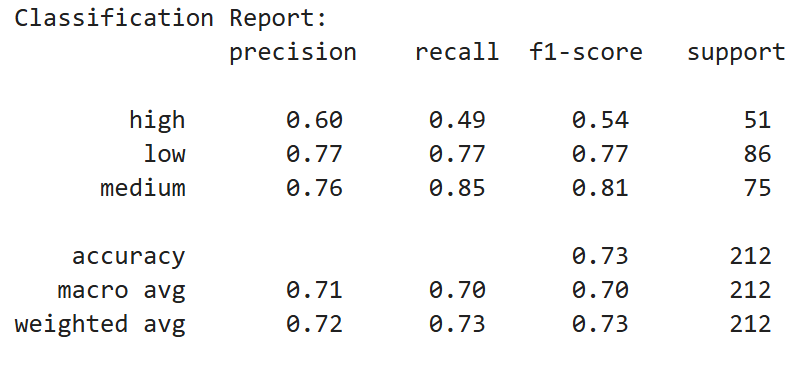 Classification Report:
precision recall f1-score support
high 0.60 0.49 0.54 51
low 0.77 0.77 0.77 86
medium 0.76 0.85 0.81 75
accuracy 0.73 212
macro avg 0.71 0.70 0.70 212
weighted avg 0.72 0.73 0.73 212